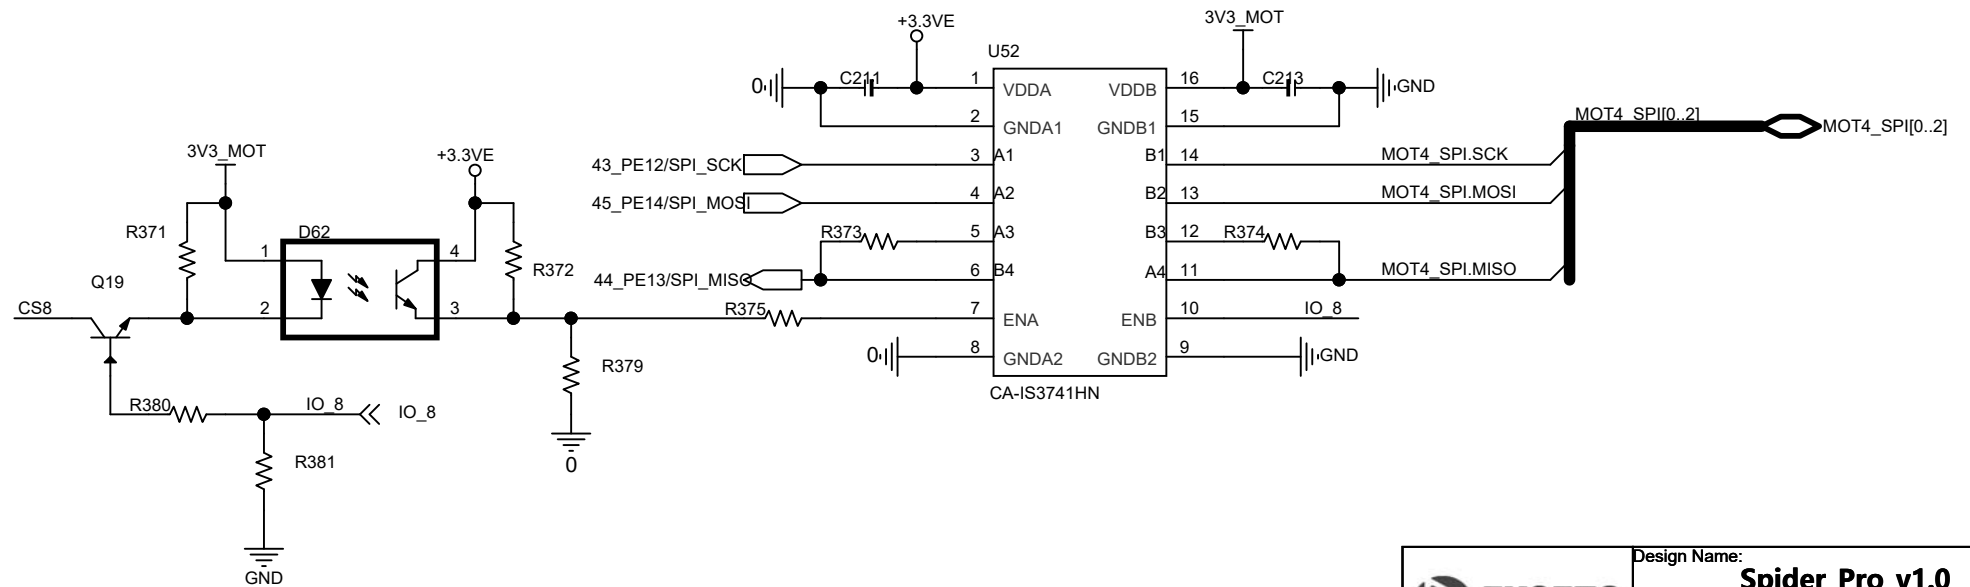 +3.3VE
3V3_MOT
U52
0
C211
1
VDDA
VDDB
16
C213
GND
2
GNDA1
GNDB1
15
MOT4_SPI[0..2]
MOT4_SPI[0..2]
3V3_MOT
+3.3VE
43_PE12/SPI_SCK
3
A1
B1
14
MOT4_SPI.SCK
45_PE14/SPI_MOSI
4
A2
B2
13
MOT4_SPI.MOSI
R371
D62
R373
5
A3
B3
12
R374
1
4
R372
44_PE13/SPI_MISO
6
B4
A4
11
MOT4_SPI.MISO
Q19
CS8
2
3
R375
7
ENA
ENB
10
IO_8
0
8
GNDA2
GNDB2
9
GND
R379
CA-IS3741HN
R380
IO_8
IO_8
R381
0
GND
Design Name:
Spider Pro v1.0